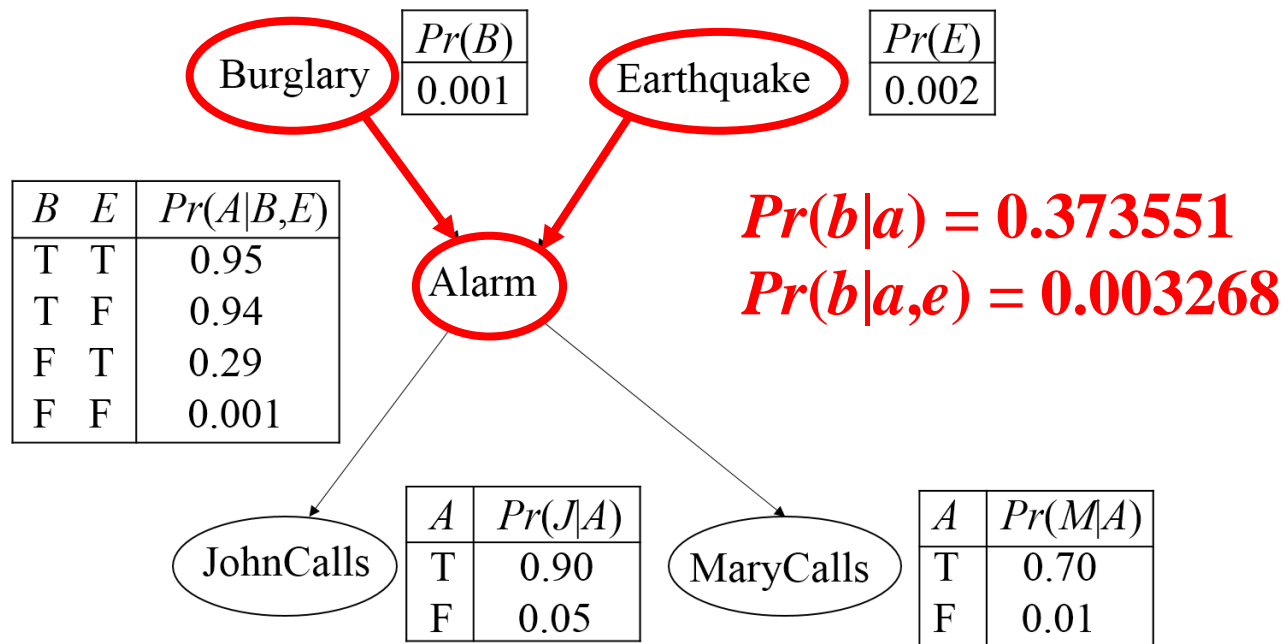 Burglary
Pr(B)
0.001
Earthquake
Pr(E)
0.002
B E Pr(A|B,E)
T T 0.95
T F 0.94
F T 0.29
F F 0.001
Alarm
Pr(b|a) = 0.373551
Pr(b|a,e) = 0.003268
JohnCalls
A Pr(J|A)
T 0.90
F 0.05
MaryCalls
A Pr(M|A)
T 0.70
F 0.01